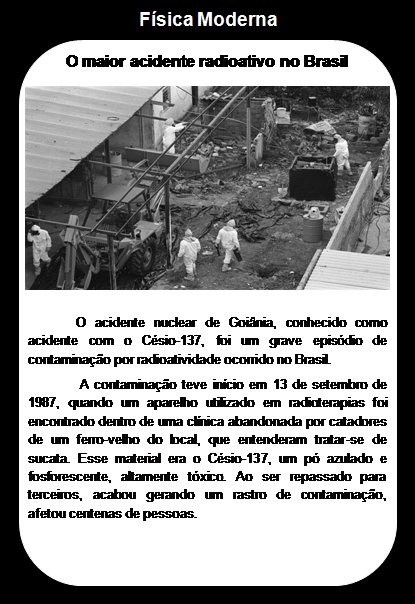 Física Moderna
O maior acidente radioativo no Brasil
O acidente nuclear de Goiânia, conhecido como
acidente com o Césio-137, foi um grave episódio de
contaminação por radioatividade ocorrido no Brasil.
A contaminação teve início em 13 de setembro de
1987, quando um aparelho utilizado em radioterapias foi
encontrado dentro de uma clínica abandonada por catadores
de um ferro-velho do local, que entenderam tratar-se de
sucata. Esse material era o Césio-137, um pó azulado e
fosforescente, altamente tóxico. Ao ser repassado para
terceiros, acabou gerando um rastro de contaminação,
afetou centenas de pessoas.